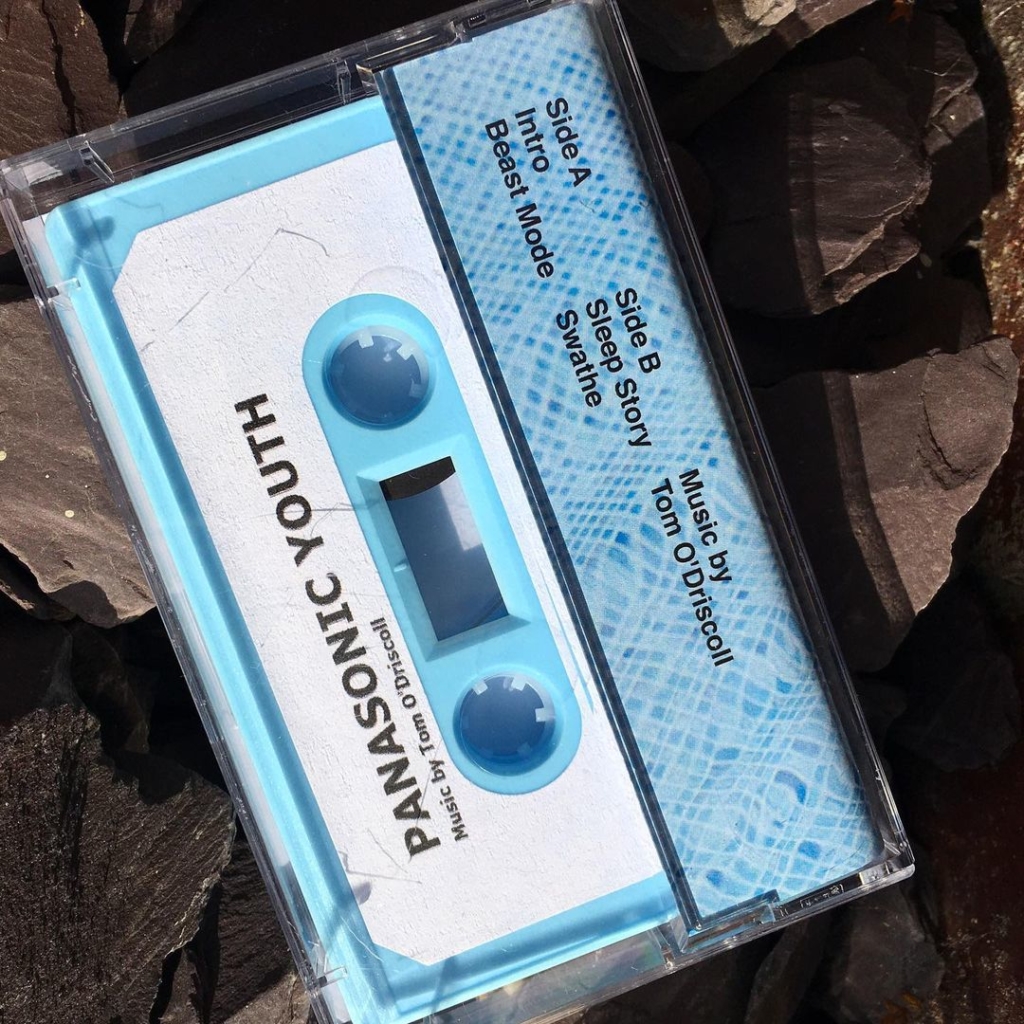 Side A
Intro
Beast Mode
Side B
Sleep Story
Swathe
Music by
Tom O'Driscoll
PANASONIC YOUTH
Music by Tom O'Driscoll